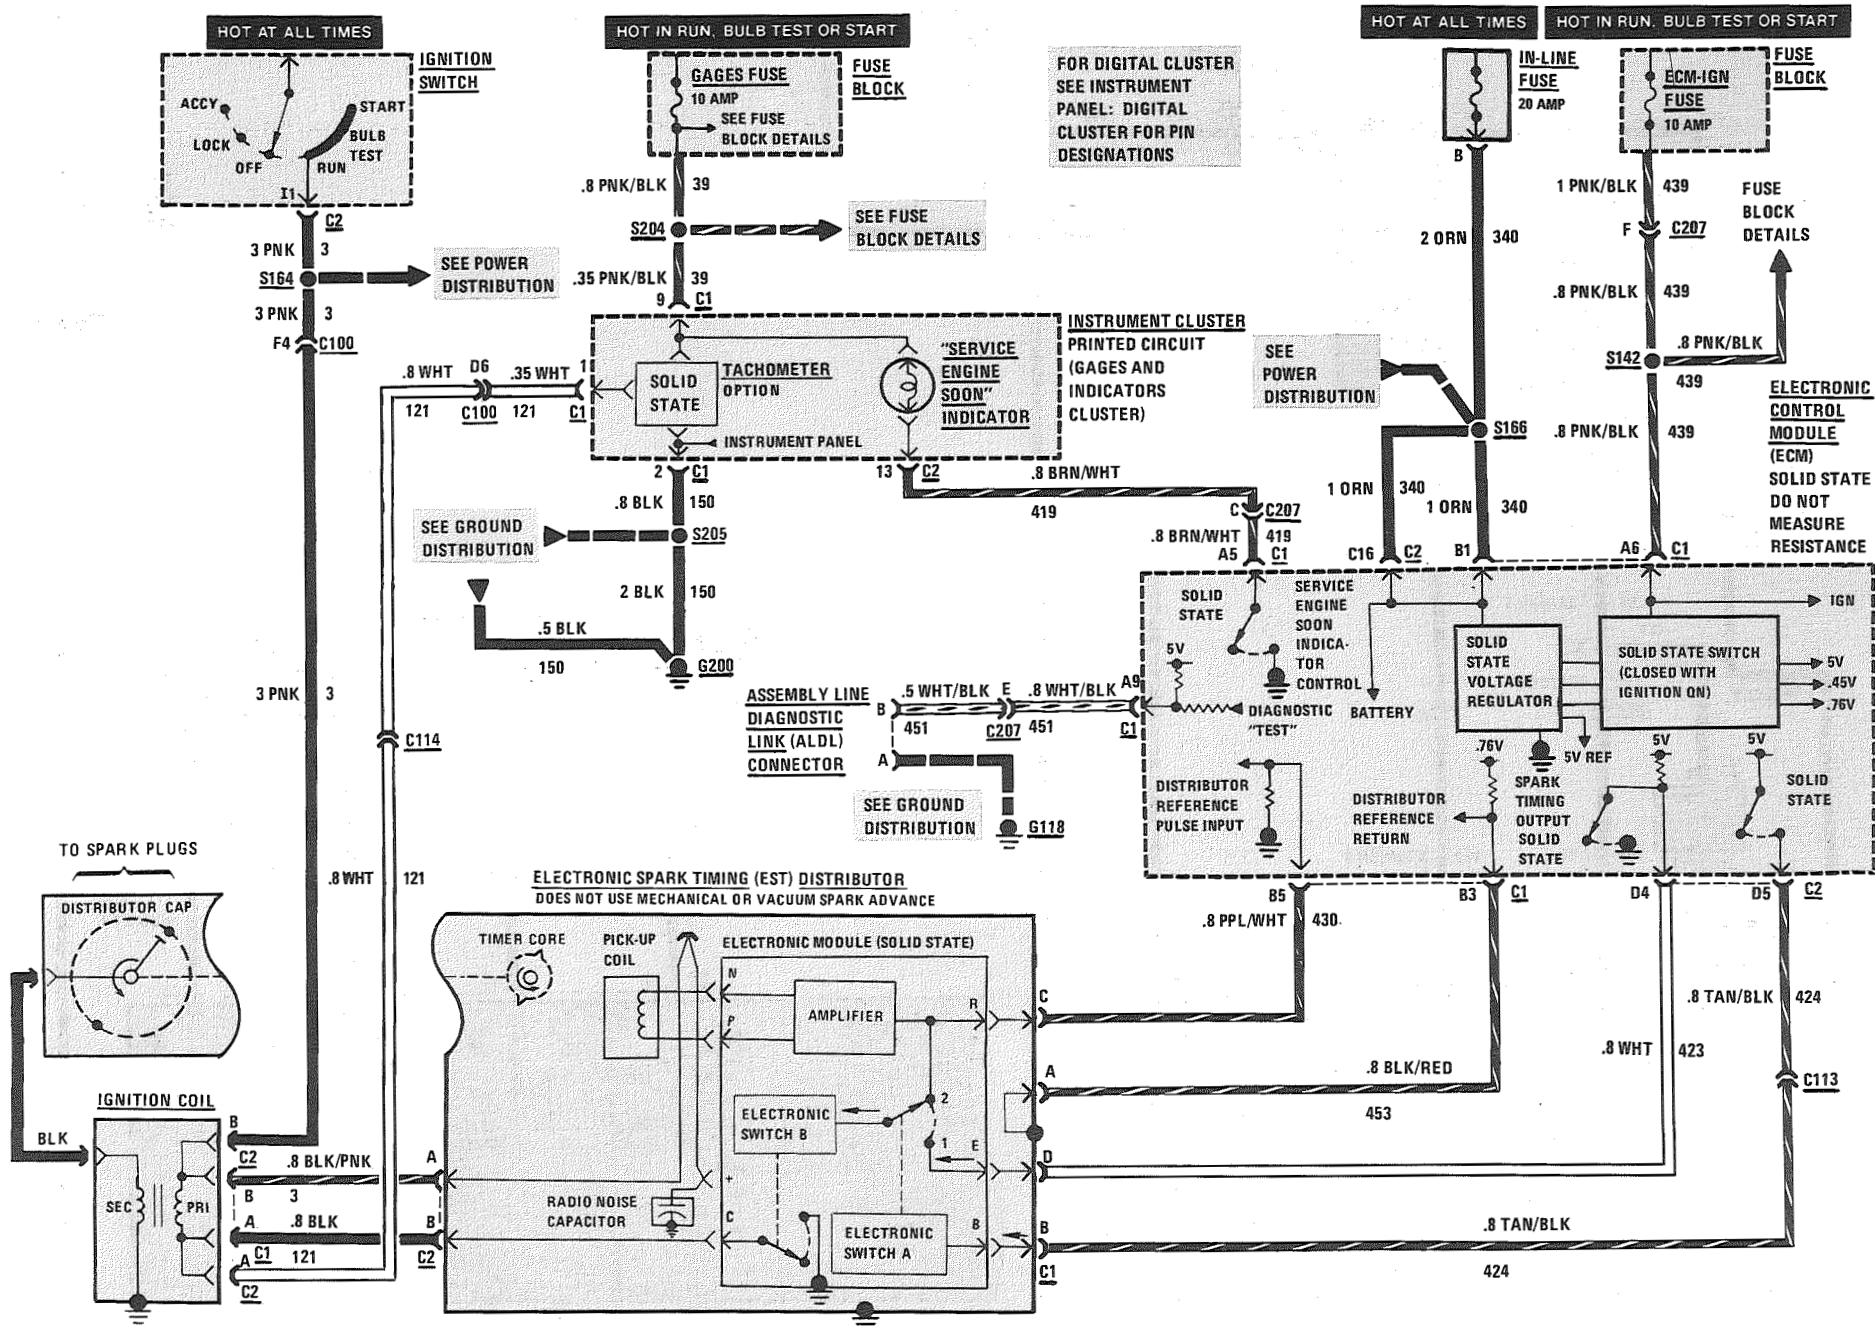 HOT AT ALL TIMES
IGNITION
SWITCH
ACCY
LOCK
OFF
RUN
START
BULB
TEST
I1
C2
3 PNK
3
S164
SEE POWER
DISTRIBUTION
3 PNK
3
F4
C100
3 PNK
3
HOT IN RUN, BULB TEST OR START
GAGES FUSE
10 AMP
SEE FUSE
BLOCK DETAILS
FUSE
BLOCK
.8 PNK/BLK
39
S204
SEE FUSE
BLOCK DETAILS
.35 PNK/BLK
39
9
C1
FOR DIGITAL CLUSTER
SEE INSTRUMENT
PANEL: DIGITAL
CLUSTER FOR PIN
DESIGNATIONS
HOT AT ALL TIMES
IN-LINE
FUSE
20 AMP
B
2 ORN
340
HOT IN RUN, BULB TEST OR START
ECM-IGN
FUSE
10 AMP
FUSE
BLOCK
1 PNK/BLK
439
F
C207
FUSE
BLOCK
DETAILS
.8 PNK/BLK
439
S142
.8 PNK/BLK
439
.8 PNK/BLK
439
SEE
POWER
DISTRIBUTION
S166
1 ORN
340
1 ORN
340
ELECTRONIC
CONTROL
MODULE
(ECM)
SOLID STATE
DO NOT
MEASURE
RESISTANCE
.8 WHT
D6
.35 WHT
1
121
C100
121
C1
SOLID
STATE
TACHOMETER
OPTION
INSTRUMENT PANEL
"SERVICE
ENGINE
SOON"
INDICATOR
INSTRUMENT CLUSTER
PRINTED CIRCUIT
(GAGES AND
INDICATORS
CLUSTER)
2
C1
13
C2
.8 BRN/WHT
419
C
C207
.8 BRN/WHT
419
A5
C1
C16
C2
B1
A6
C1
.8 BLK
150
S205
SEE GROUND
DISTRIBUTION
2 BLK
150
.5 BLK
150
G200
C114
.8 WHT
121
ASSEMBLY LINE
DIAGNOSTIC
LINK (ALDL)
CONNECTOR
B
.5 WHT/BLK
E
.8 WHT/BLK
A9
451
C207
451
C1
A
SEE GROUND
DISTRIBUTION
G118
SOLID
STATE
SERVICE
ENGINE
SOON
INDICA-
TOR
CONTROL
5V
DIAGNOSTIC
"TEST"
BATTERY
SOLID
STATE
VOLTAGE
REGULATOR
SOLID STATE SWITCH
(CLOSED WITH
IGNITION ON)
IGN
5V
.45V
.76V
5V REF
.76V
5V
5V
DISTRIBUTOR
REFERENCE
PULSE INPUT
DISTRIBUTOR
REFERENCE
RETURN
SPARK
TIMING
OUTPUT
SOLID
STATE
SOLID
STATE
B5
B3
C1
D4
D5
C2
.8 PPL/WHT
430
.8 TAN/BLK
424
.8 WHT
423
C113
.8 BLK/RED
453
.8 TAN/BLK
424
TO SPARK PLUGS
DISTRIBUTOR CAP
IGNITION COIL
BLK
SEC
PRI
B
C2
.8 BLK/PNK
B
3
A
.8 BLK
C1
121
A
C2
A
B
C2
ELECTRONIC SPARK TIMING (EST) DISTRIBUTOR
DOES NOT USE MECHANICAL OR VACUUM SPARK ADVANCE
TIMER CORE
PICK-UP
COIL
ELECTRONIC MODULE (SOLID STATE)
N
P
AMPLIFIER
R
C
A
ELECTRONIC
SWITCH B
2
1
E
D
+
RADIO NOISE
CAPACITOR
C
ELECTRONIC
SWITCH A
B
B
C1